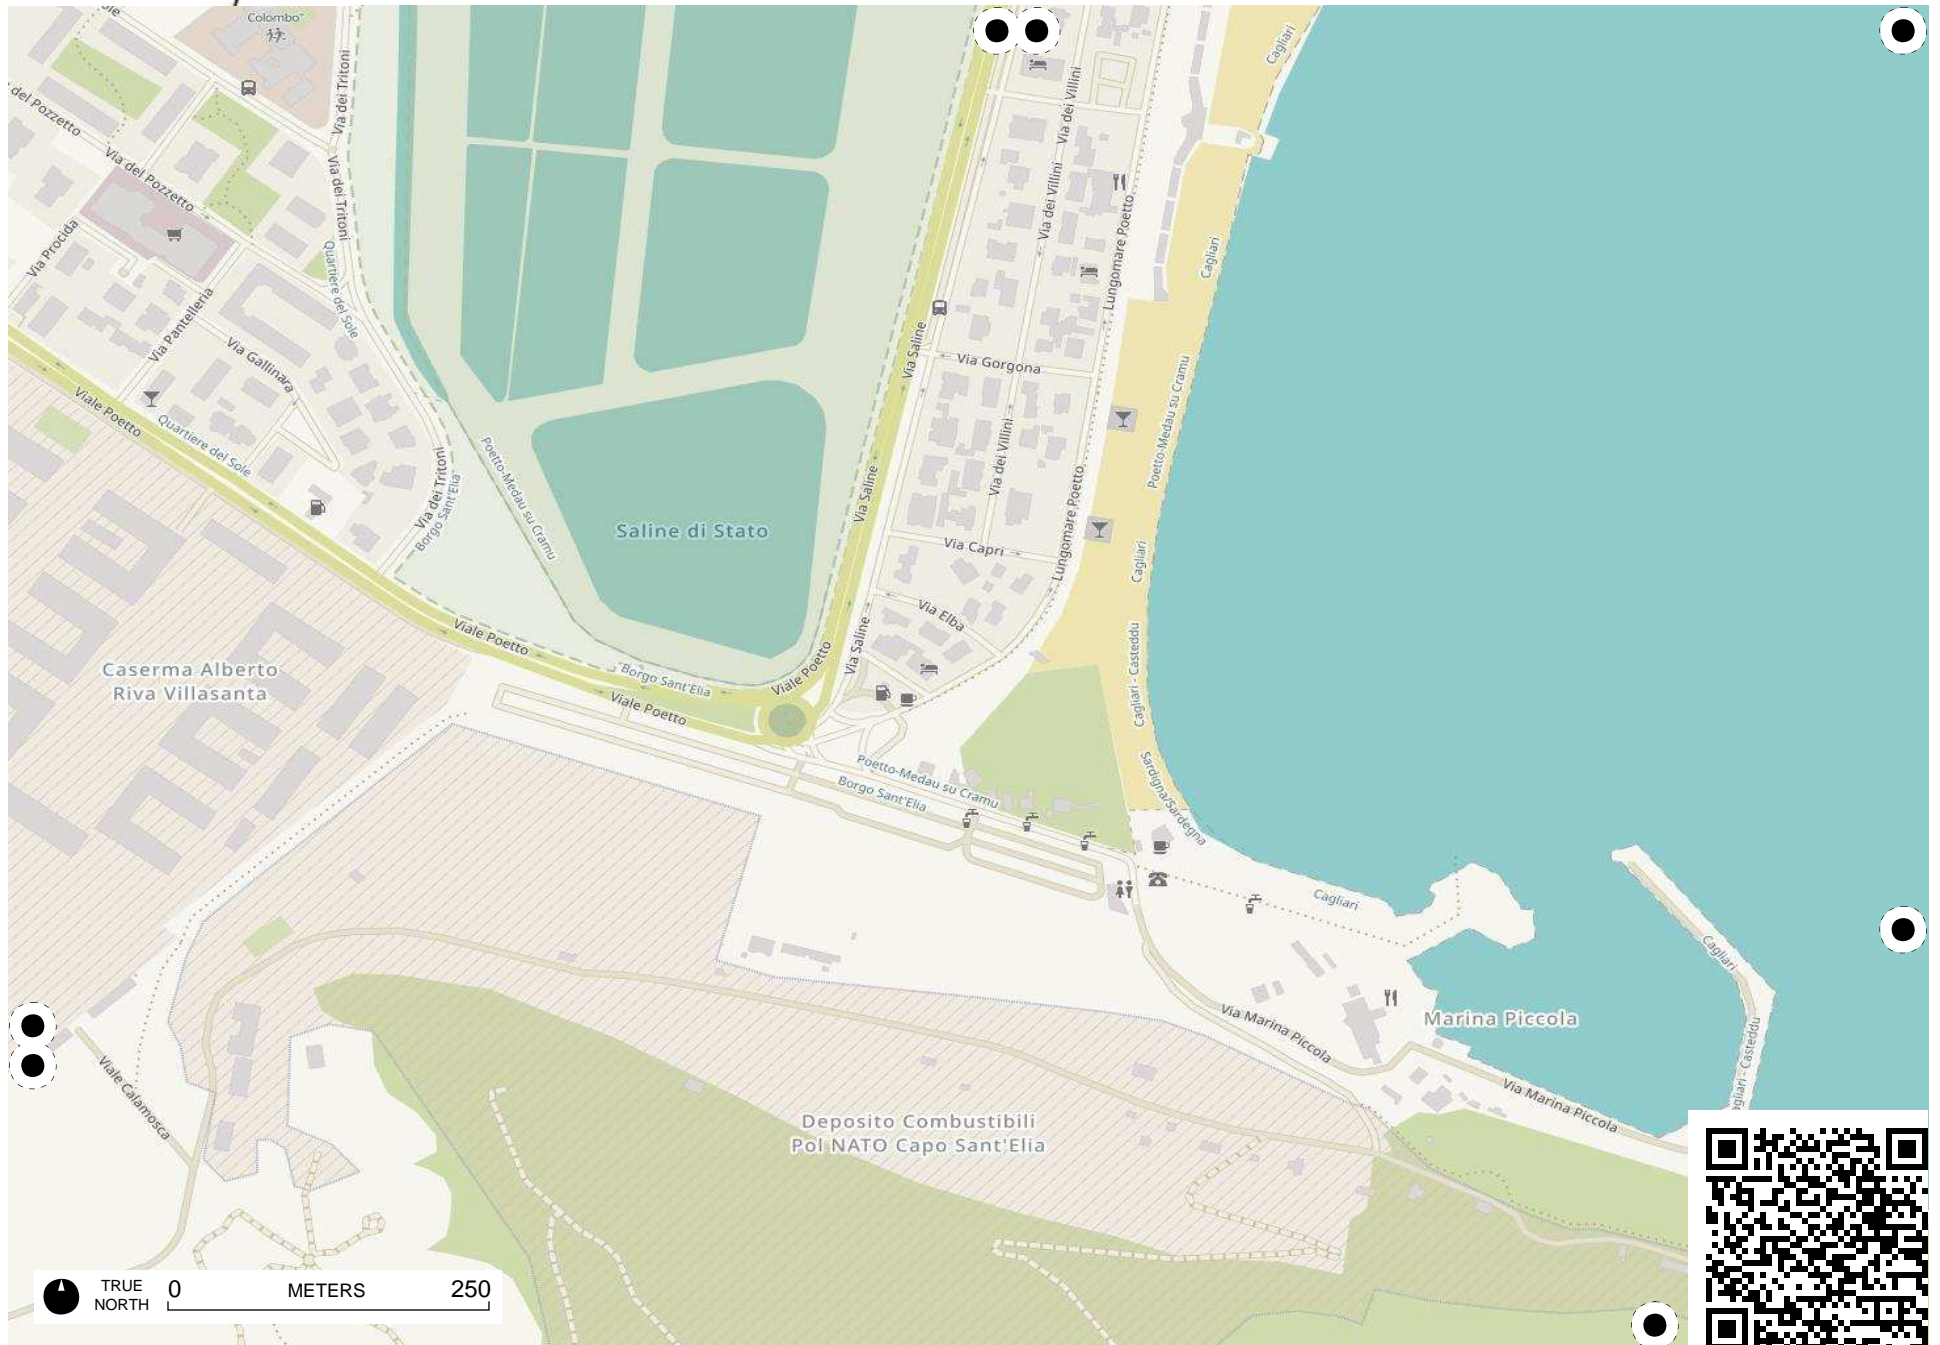 Colombo"
Via dei Tritoni
del Pozzetto
Via dei Villini
Cagliari
Via del Pozzetto
Via dei Tritoni
Via dei Villini
Lungomare Poetto
Via Procida
Quartiere del Sole
Cagliari
Via Pantelleria
Via Gallinara
Via Saline
Via Gorgona
Poetto-Medau su Cramu
Viale Poetto
Quartiere del Sole
Via dei Tritoni
Borgo Sant'Elia
Poetto-Medau su Cramu
Via Saline
Via dei Villini
Lungomare Poetto
Saline di Stato
Via Capri
Cagliari
Via Elba
Viale Poetto
Via Saline
Cagliari - Casteddu
Caserma Alberto
Riva Villasanta
Borgo Sant'Elia
Viale Poetto
Viale Poetto
Poetto-Medau su Cramu
Borgo Sant'Elia
Sardigna/Sardegna
Cagliari
Cagliari
Via Marina Piccola
Marina Piccola
Viale Calamosca
Via Marina Piccola
agliari - Casteddu
Deposito Combustibili
Pol NATO Capo Sant'Elia
TRUE
NORTH
0 METERS 250